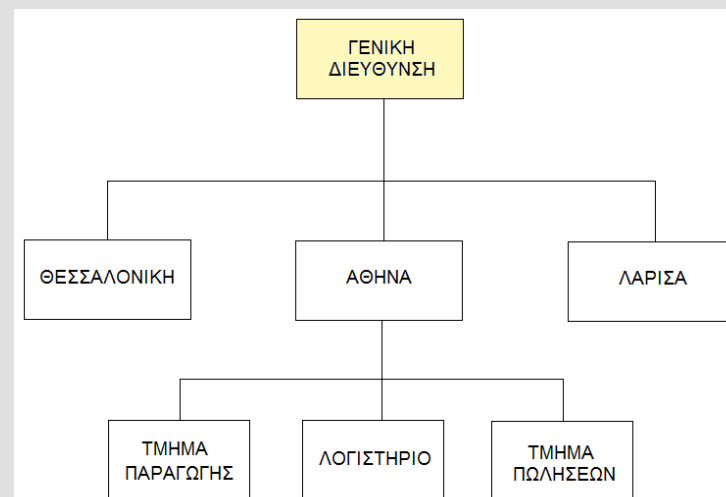 ΓΕΝΙΚΗ
ΔΙΕΥΘΥΝΣΗ
ΘΕΣΣΑΛΟΝΙΚΗ
ΑΘΗΝΑ
ΛΑΡΙΣΑ
ΤΜΗΜΑ
ΠΑΡΑΓΩΓΗΣ
ΛΟΓΙΣΤΗΡΙΟ
ΤΜΗΜΑ
ΠΩΛΗΣΕΩΝ